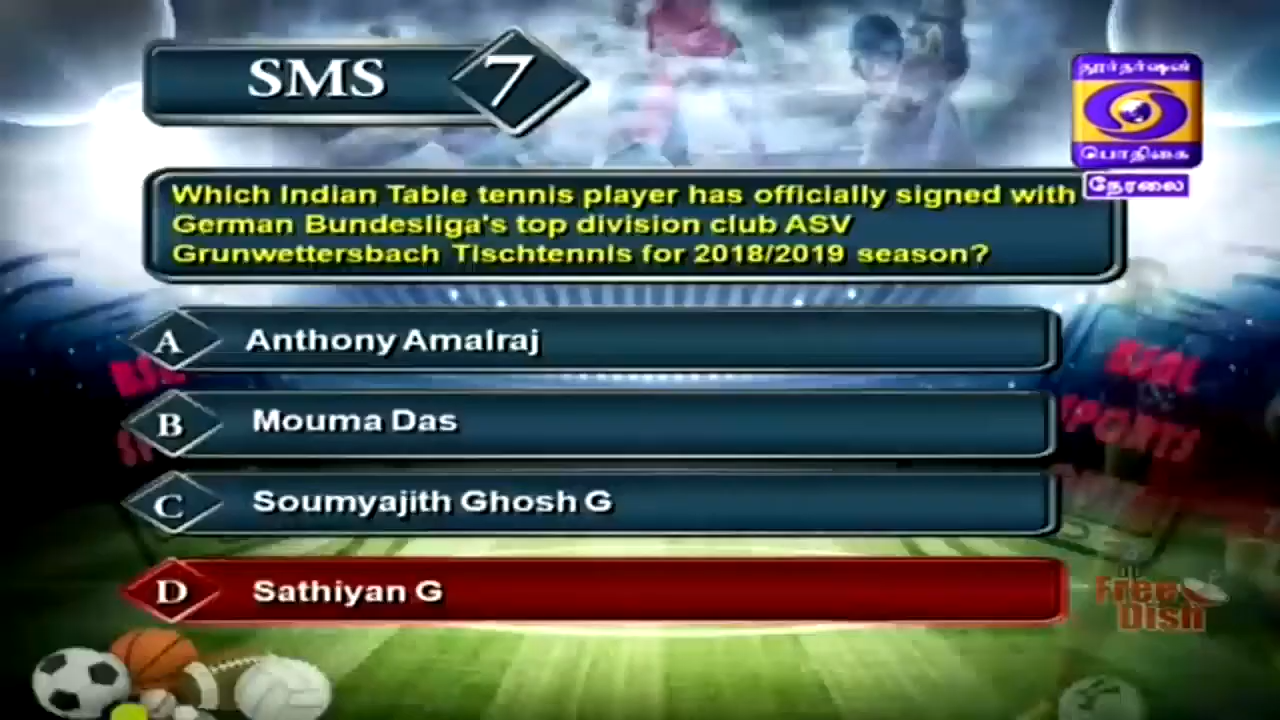 SMS 7
தூர்தர்ஷன்
பொதிகை
நேரலை
Which Indian Table tennis player has officially signed with
German Bundesliga's top division club ASV
Grunwettersbach Tischtennis for 2018/2019 season?
A Anthony Amalraj
B Mouma Das
C Soumyajith Ghosh G
D Sathiyan G
Free
Dish